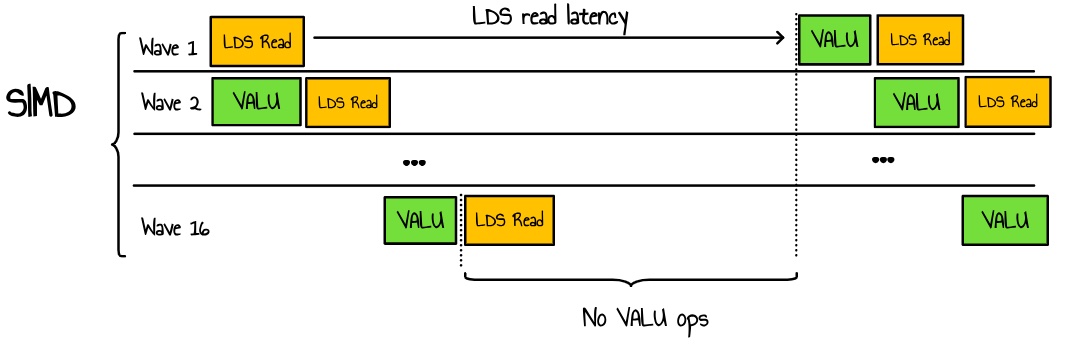 LDS read latency
Wave 1 LDS Read VALU LDS Read
SIMD
Wave 2 VALU LDS Read VALU LDS Read
... ...
Wave 16 VALU LDS Read VALU
No VALU ops